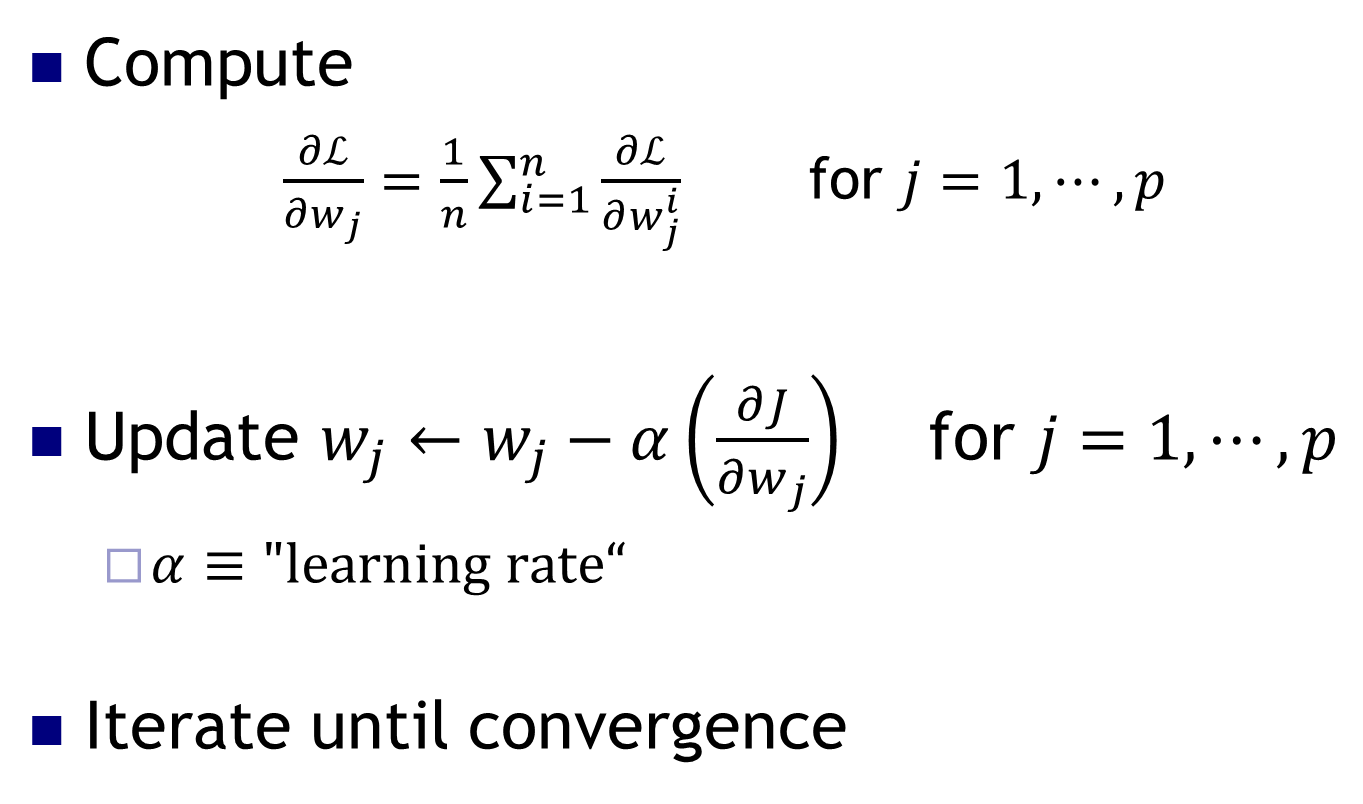 ■ Compute
∂ℒ/∂w_j = 1/n ∑_{i=1}^{n} ∂ℒ/∂w_j^i for j = 1, ⋯ , p
■ Update w_j ← w_j − α (∂J/∂w_j) for j = 1, ⋯ , p
□ α ≡ "learning rate“
■ Iterate until convergence